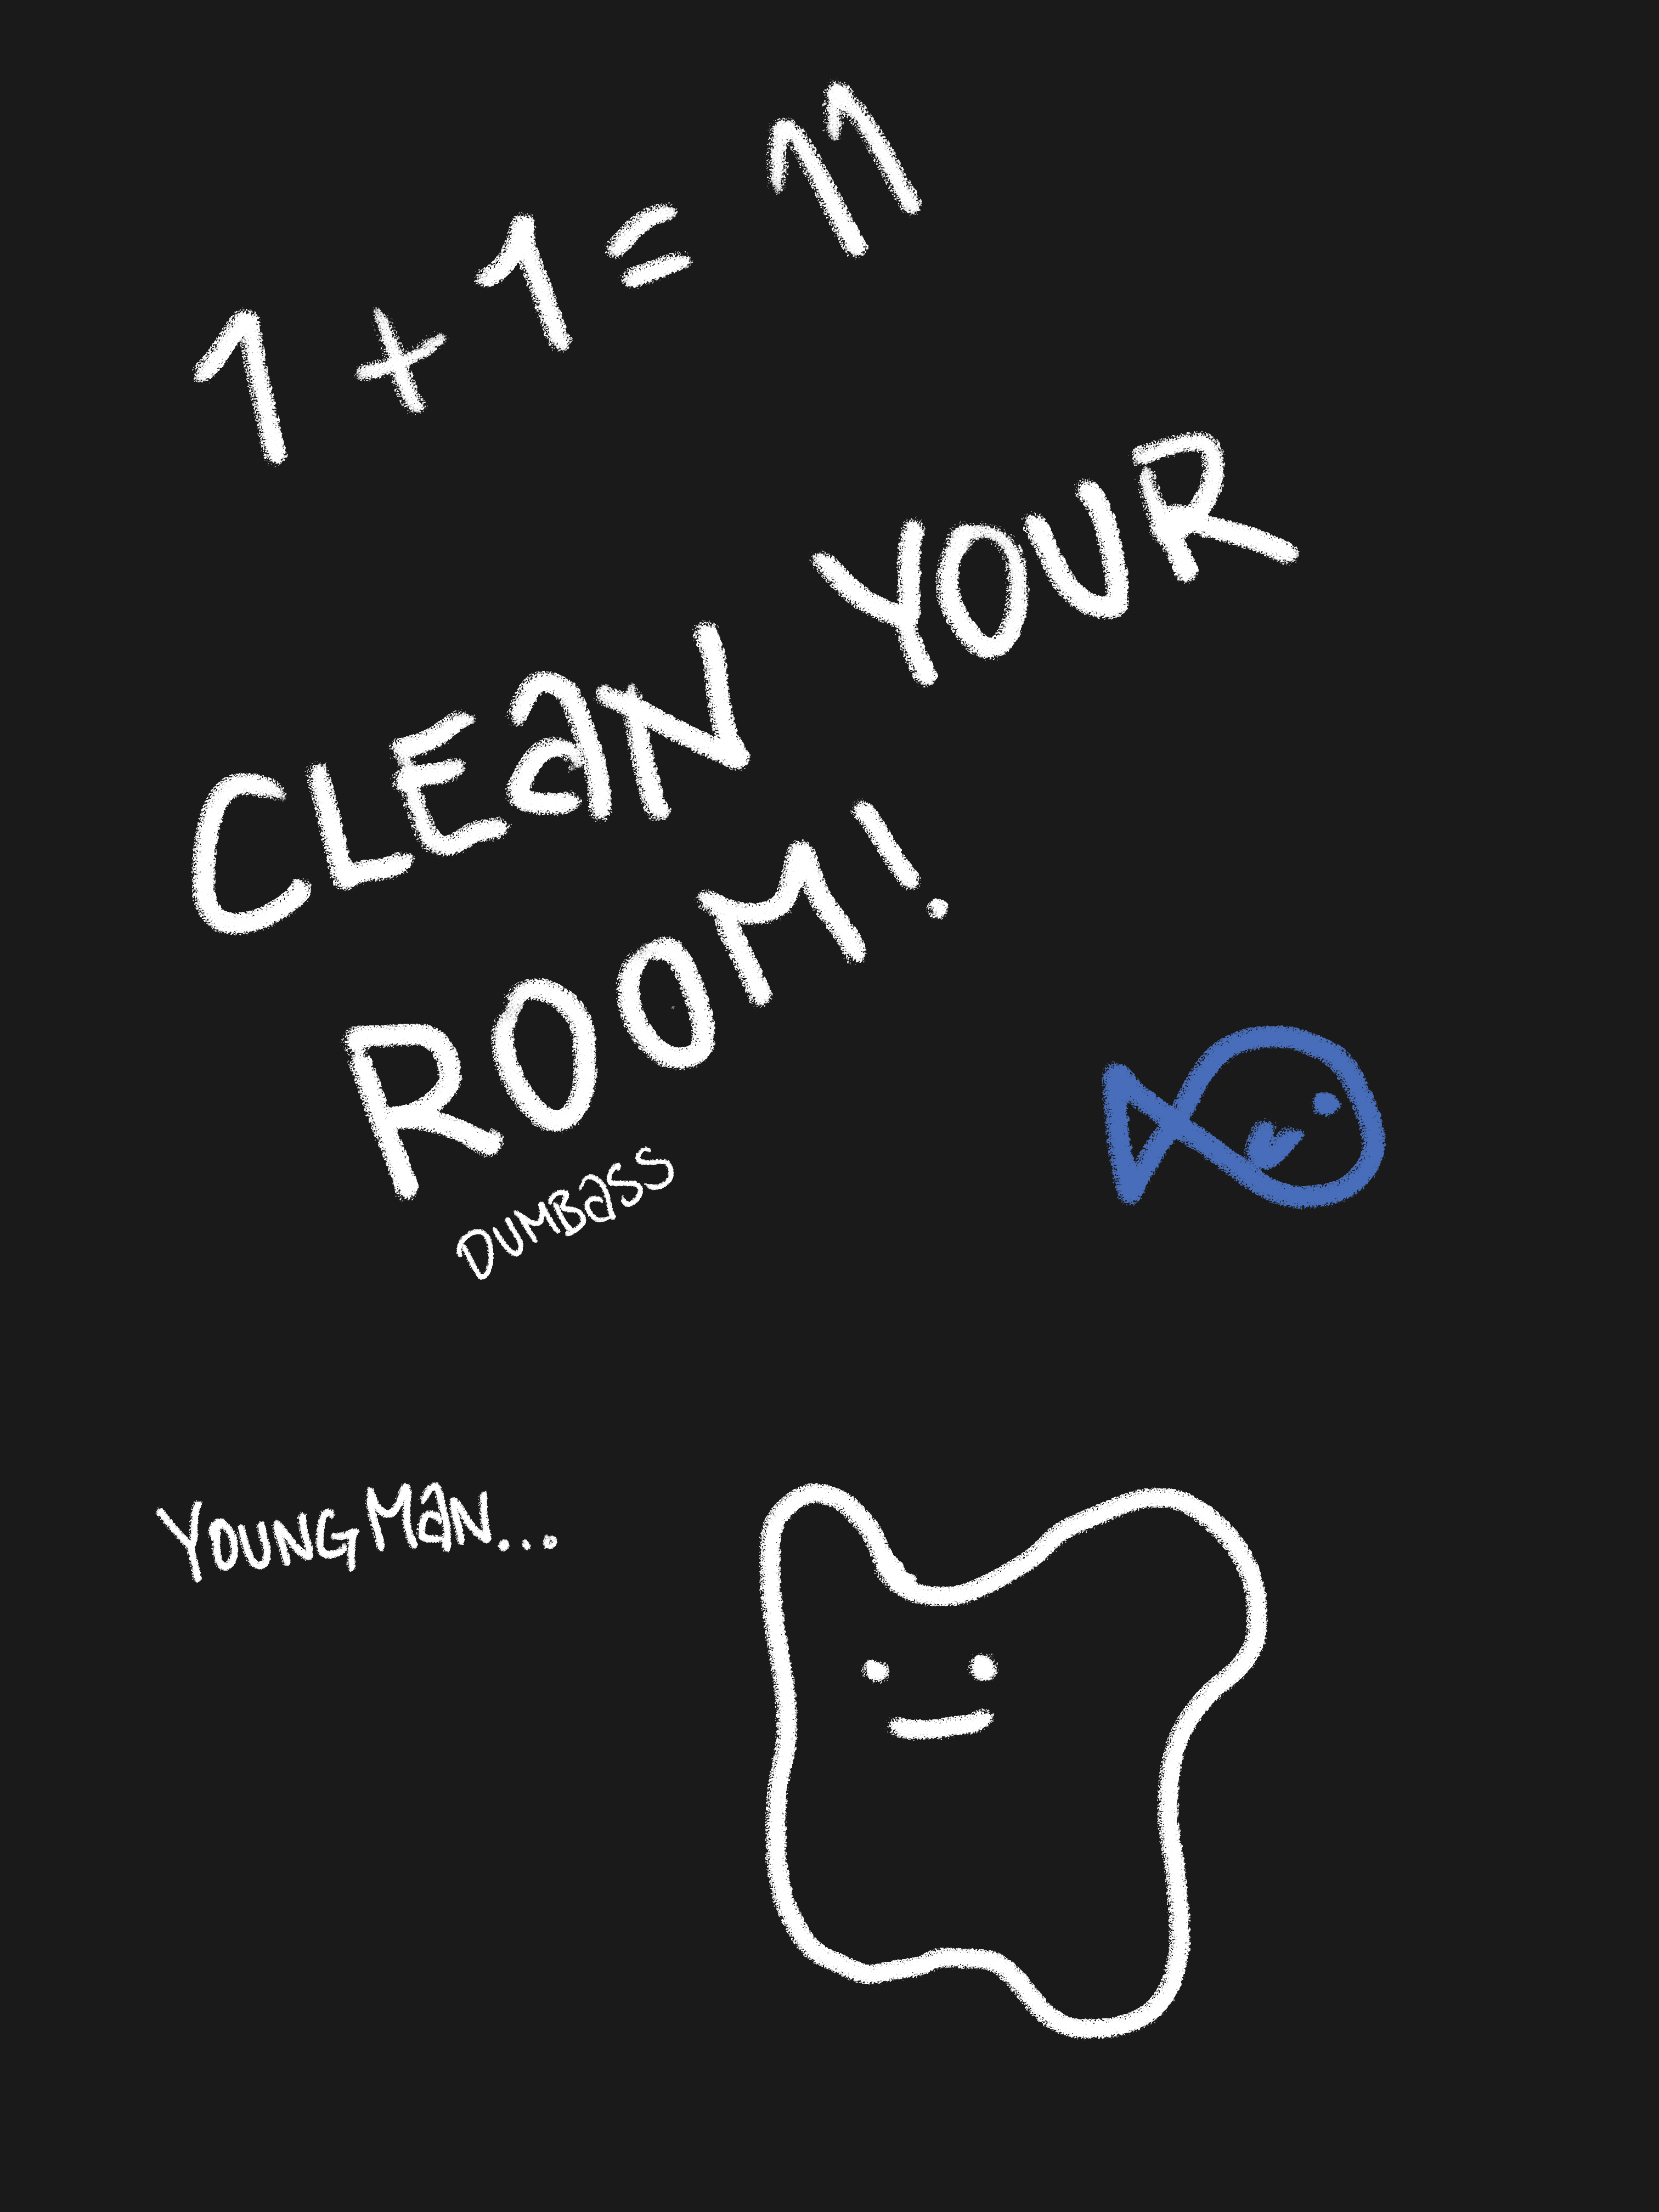 1 + 1 = 11
CLEaN YOUR
ROOM!
DUMBaSS
YOUNG MaN...